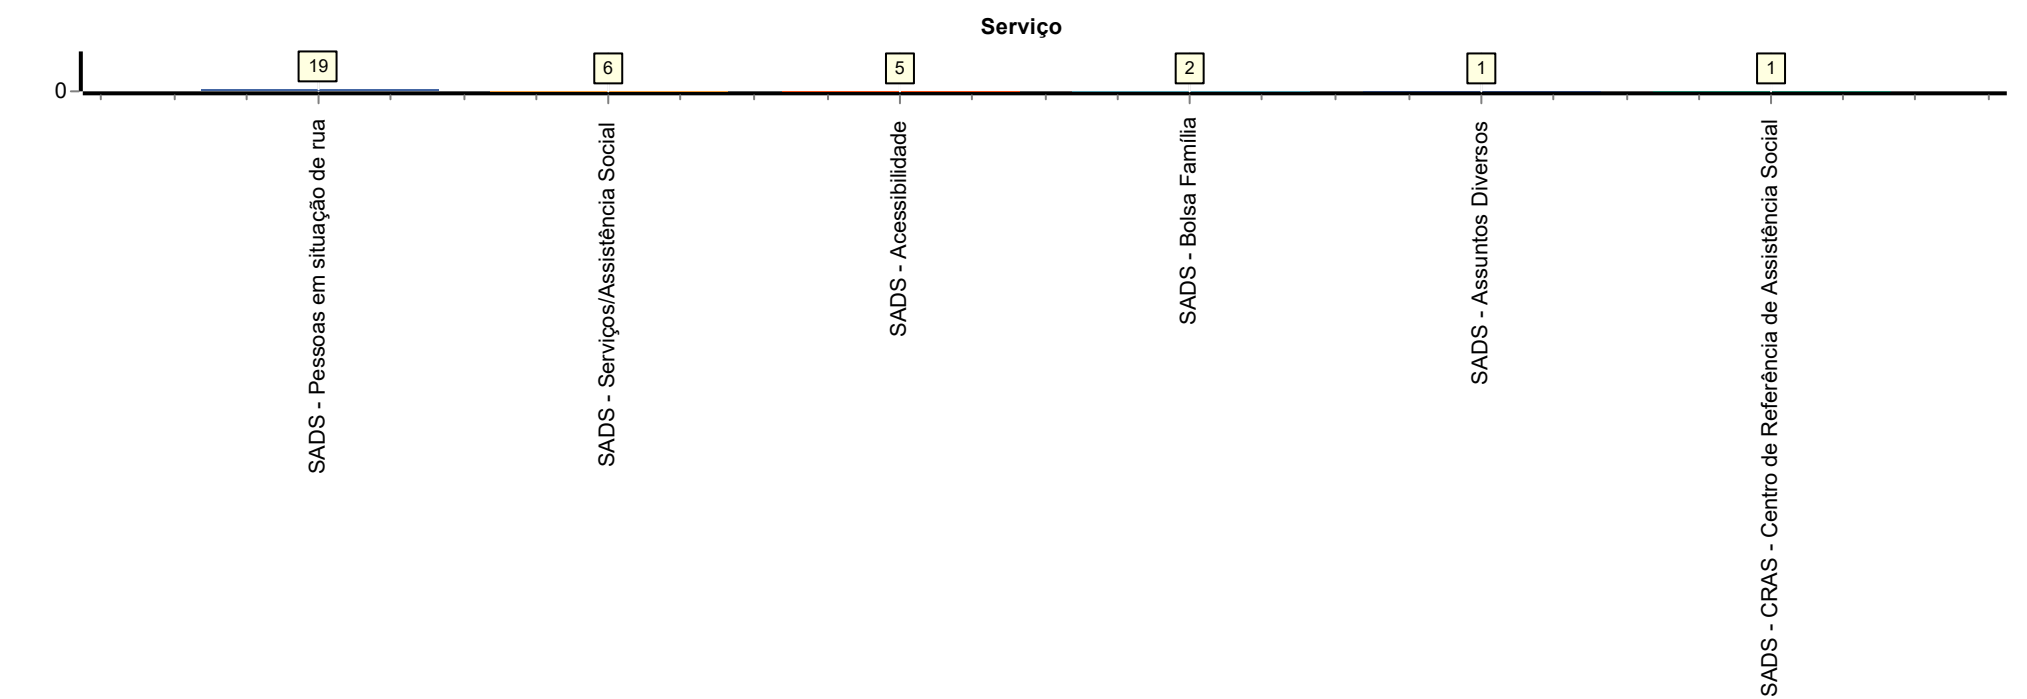 Serviço
19
6
5
2
1
1
0
SADS - Pessoas em situação de rua
SADS - Serviços/Assistência Social
SADS - Acessibilidade
SADS - Bolsa Família
SADS - Assuntos Diversos
SADS - CRAS - Centro de Referência de Assistência Social